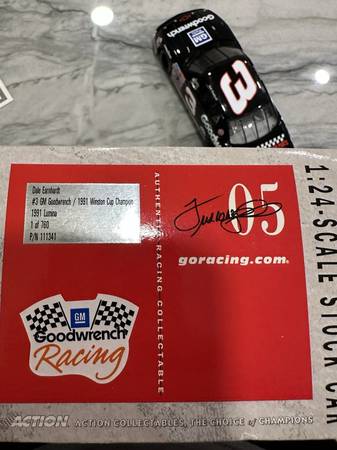 Goodwrench
GM
3
Dale Earnhardt
#3 GM Goodwrench / 1991 Winston Cup Champion
1991 Lumina
1 of 760
P/N 111341
AUTHENTIC RACING COLLECTABLE
05
goracing.com®
1:24-SCALE STOCK CAR
GM
Goodwrench
Racing
ACTION
ACTION COLLECTABLES, THE CHOICE of CHAMPIONS